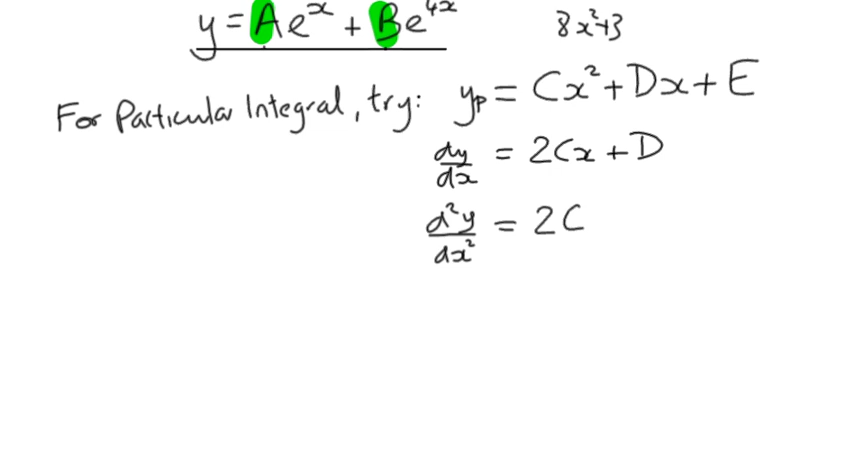 y = Ae^x + Be^4x
8x²+3
For Particular Integral, try: yₚ = Cx² + Dx + E
dy/dx = 2Cx + D
d²y/dx² = 2C